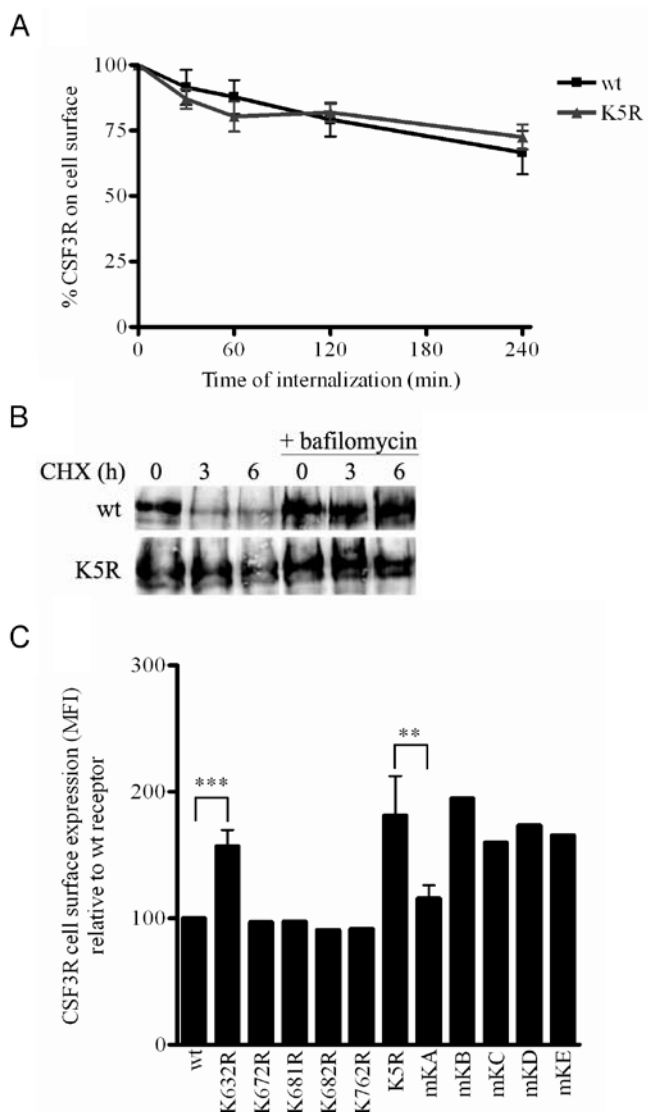 A
% CSF3R on cell surface
100
75
50
25
0
0 60 120 180 240
Time of internalization (min.)
wt
K5R
B
+ bafilomycin
CHX (h) 0 3 6 0 3 6
wt
K5R
C
CSF3R cell surface expression (MFI)
relative to wt receptor
300
200
100
0
***
**
wt
K632R
K672R
K681R
K682R
K762R
K5R
mKA
mKB
mKC
mKD
mKE